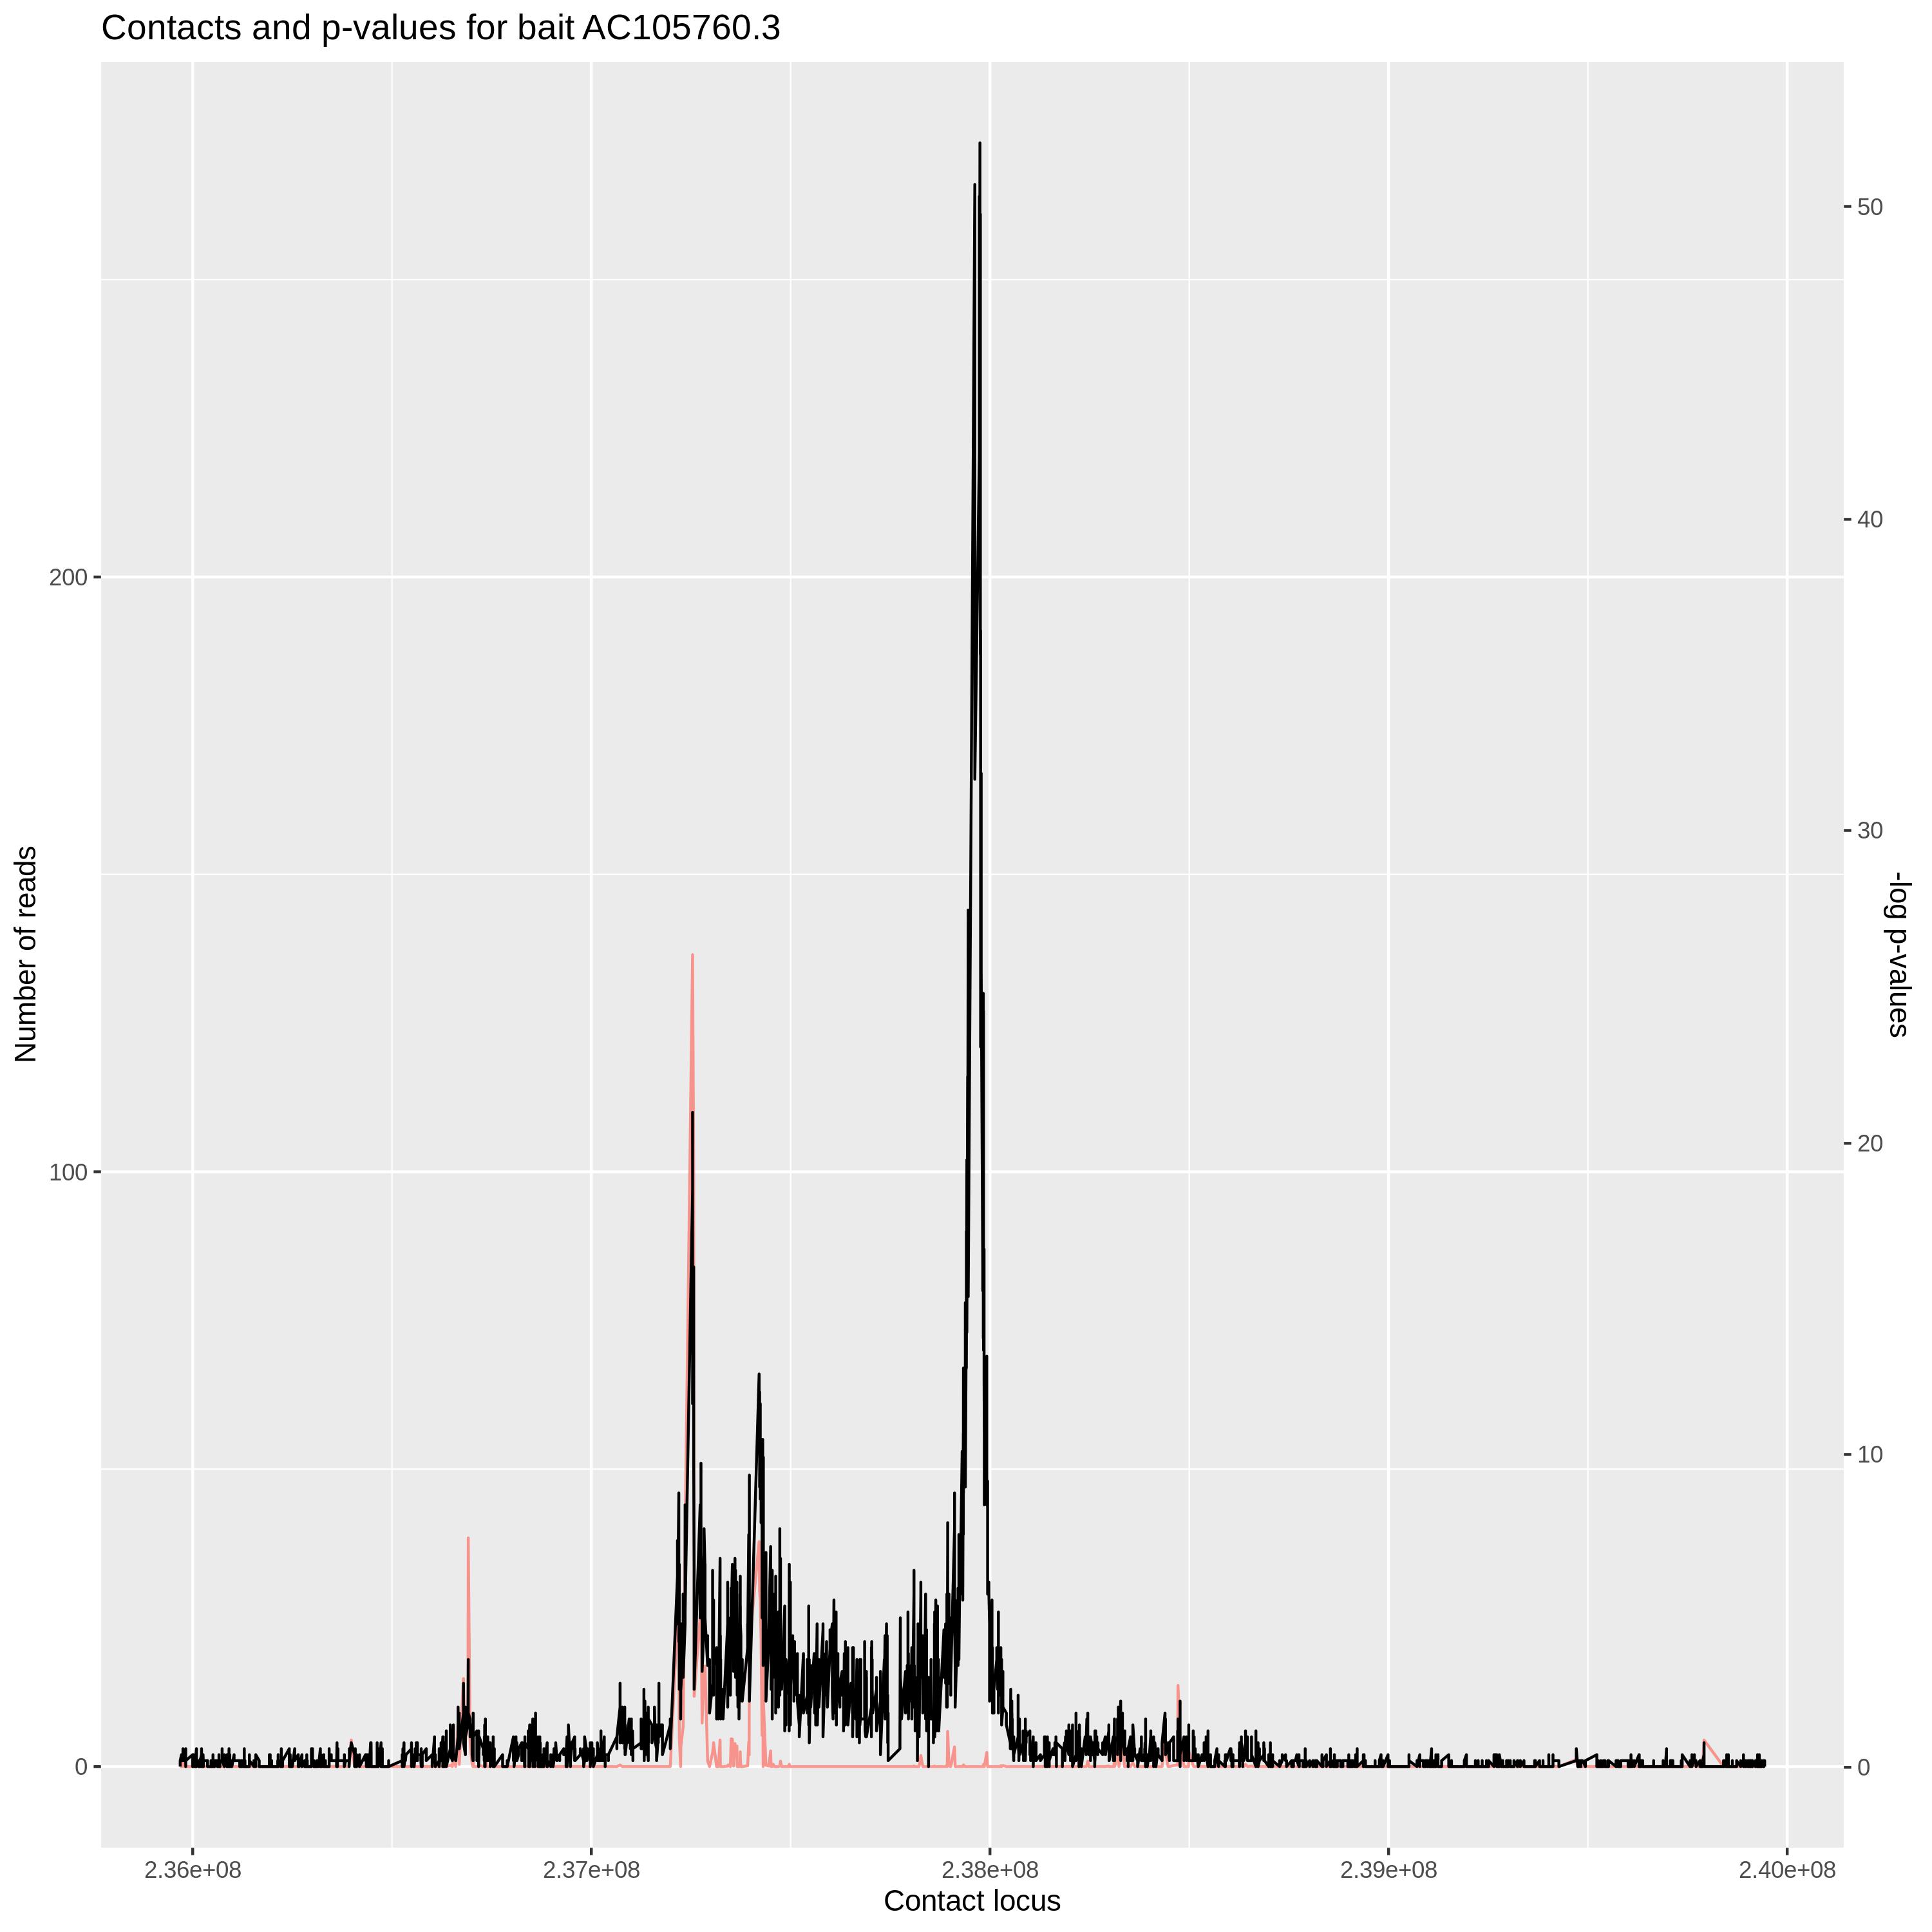 Contacts and p-values for bait AC105760.3
Number of reads
200
100
0
50
40
30
20
10
0
-log p-values
2.36e+08 2.37e+08 2.38e+08 2.39e+08 2.40e+08
Contact locus